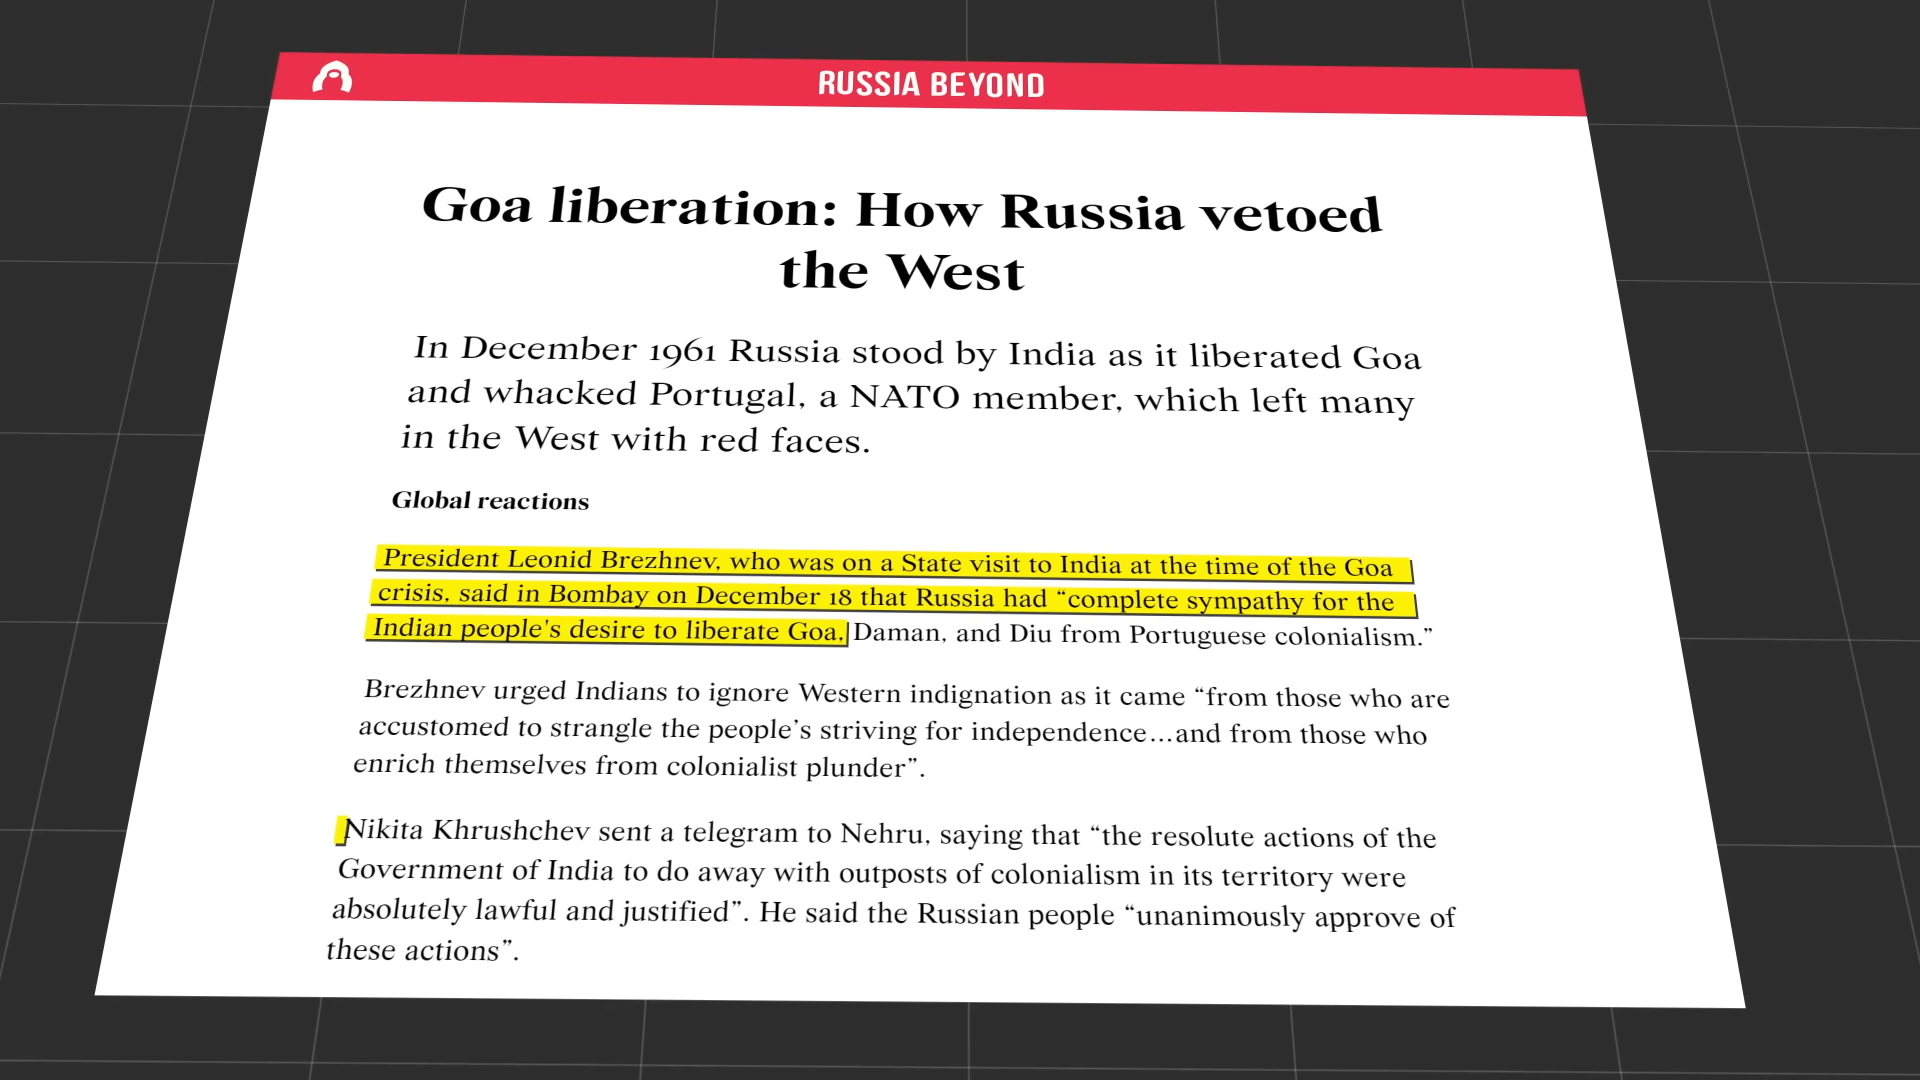 RUSSIA BEYOND
Goa liberation: How Russia vetoed
the West
In December 1961 Russia stood by India as it liberated Goa
and whacked Portugal, a NATO member, which left many
in the West with red faces.
Global reactions
President Leonid Brezhnev, who was on a State visit to India at the time of the Goa
crisis, said in Bombay on December 18 that Russia had “complete sympathy for the
Indian people's desire to liberate Goa, Daman, and Diu from Portuguese colonialism.”
Brezhnev urged Indians to ignore Western indignation as it came “from those who are
accustomed to strangle the people’s striving for independence...and from those who
enrich themselves from colonialist plunder”.
Nikita Khrushchev sent a telegram to Nehru, saying that “the resolute actions of the
Government of India to do away with outposts of colonialism in its territory were
absolutely lawful and justified”. He said the Russian people “unanimously approve of
these actions”.